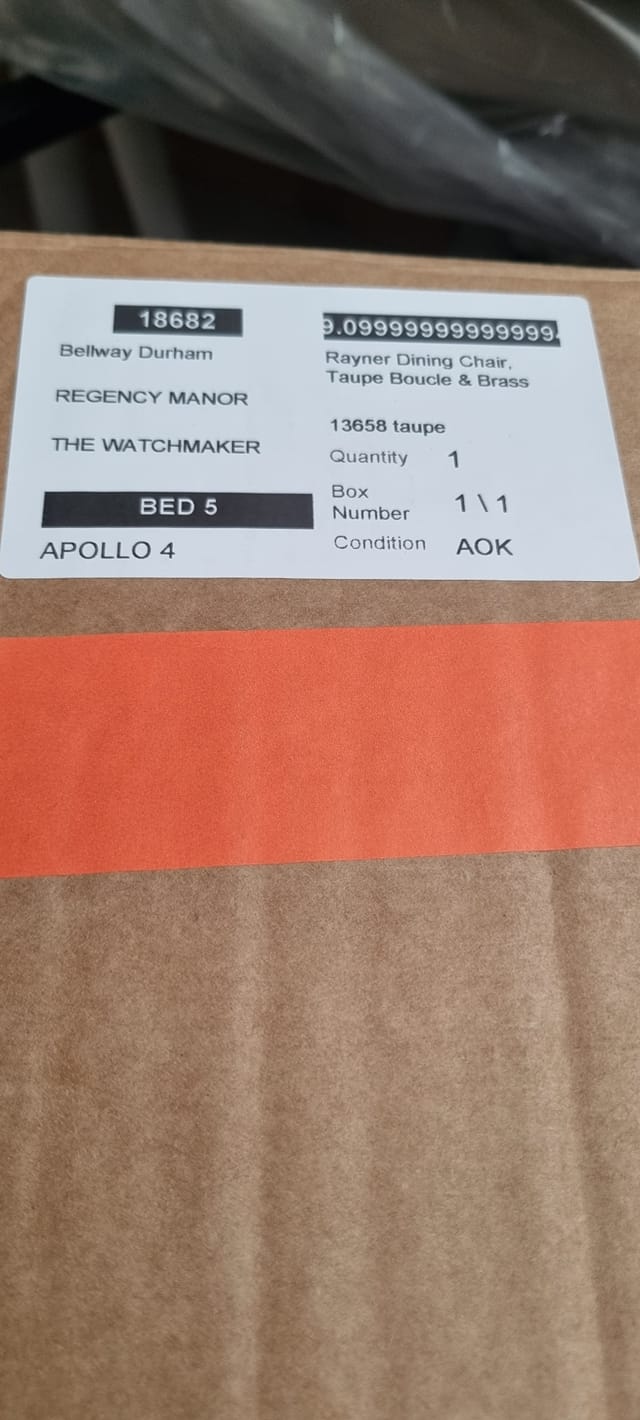 18682
Bellway Durham
REGENCY MANOR
THE WATCHMAKER
BED 5
APOLLO 4
9.09999999999999
Rayner Dining Chair,
Taupe Boucle & Brass
13658 taupe
Quantity 1
Box
Number 1 \ 1
Condition AOK